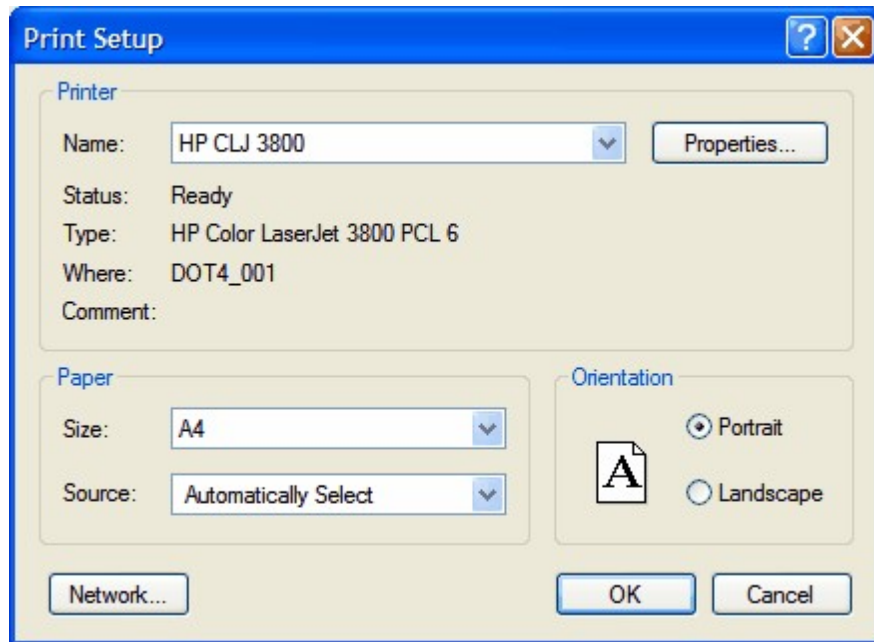 Print Setup
Printer
Name: HP CLJ 3800 Properties...
Status: Ready
Type: HP Color LaserJet 3800 PCL 6
Where: DOT4_001
Comment:
Paper
Size: A4
Source: Automatically Select
Orientation
A
Portrait
Landscape
Network... OK Cancel